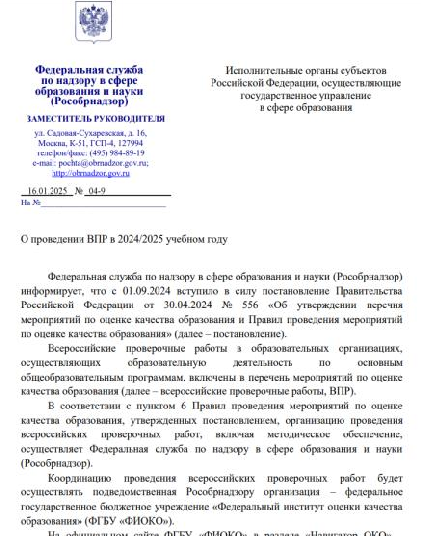 Федеральная служба
по надзору в сфере
образования и науки
(Рособрнадзор)
ЗАМЕСТИТЕЛЬ РУКОВОДИТЕЛЯ
ул. Садовая-Сухаревская, д. 16,
Москва, К-51, ГСП-4, 127994
телефон/факс: (495) 984-89-19
e-mail: pochta@obrnadzor.gov.ru;
http://obrnadzor.gov.ru
16.01.2025 № 04-9
На №
Исполнительные органы субъектов
Российской Федерации, осуществляющие
государственное управление
в сфере образования
О проведении ВПР в 2024/2025 учебном году
Федеральная служба по надзору в сфере образования и науки (Рособрнадзор)
информирует, что с 01.09.2024 вступило в силу постановление Правительства
Российской Федерации от 30.04.2024 № 556 «Об утверждении перечня
мероприятий по оценке качества образования и Правил проведения мероприятий
по оценке качества образования» (далее – постановление).
Всероссийские проверочные работы в образовательных организациях,
осуществляющих образовательную деятельность по основным
общеобразовательным программам, включены в перечень мероприятий по оценке
качества образования (далее – всероссийские проверочные работы, ВПР).
В соответствии с пунктом 6 Правил проведения мероприятий по оценке
качества образования, утвержденных постановлением, организацию проведения
всероссийских проверочных работ, включая методическое обеспечение,
осуществляет Федеральная служба по надзору в сфере образования и науки
(Рособрнадзор).
Координацию проведения всероссийских проверочных работ будет
осуществлять подведомственная Рособрнадзору организация – федеральное
государственное бюджетное учреждение «Федеральный институт оценки качества
образования» (ФГБУ «ФИОКО»).
На официальном сайте ФГБУ «ФИОКО» в разделе «Навигатор ОКО» –